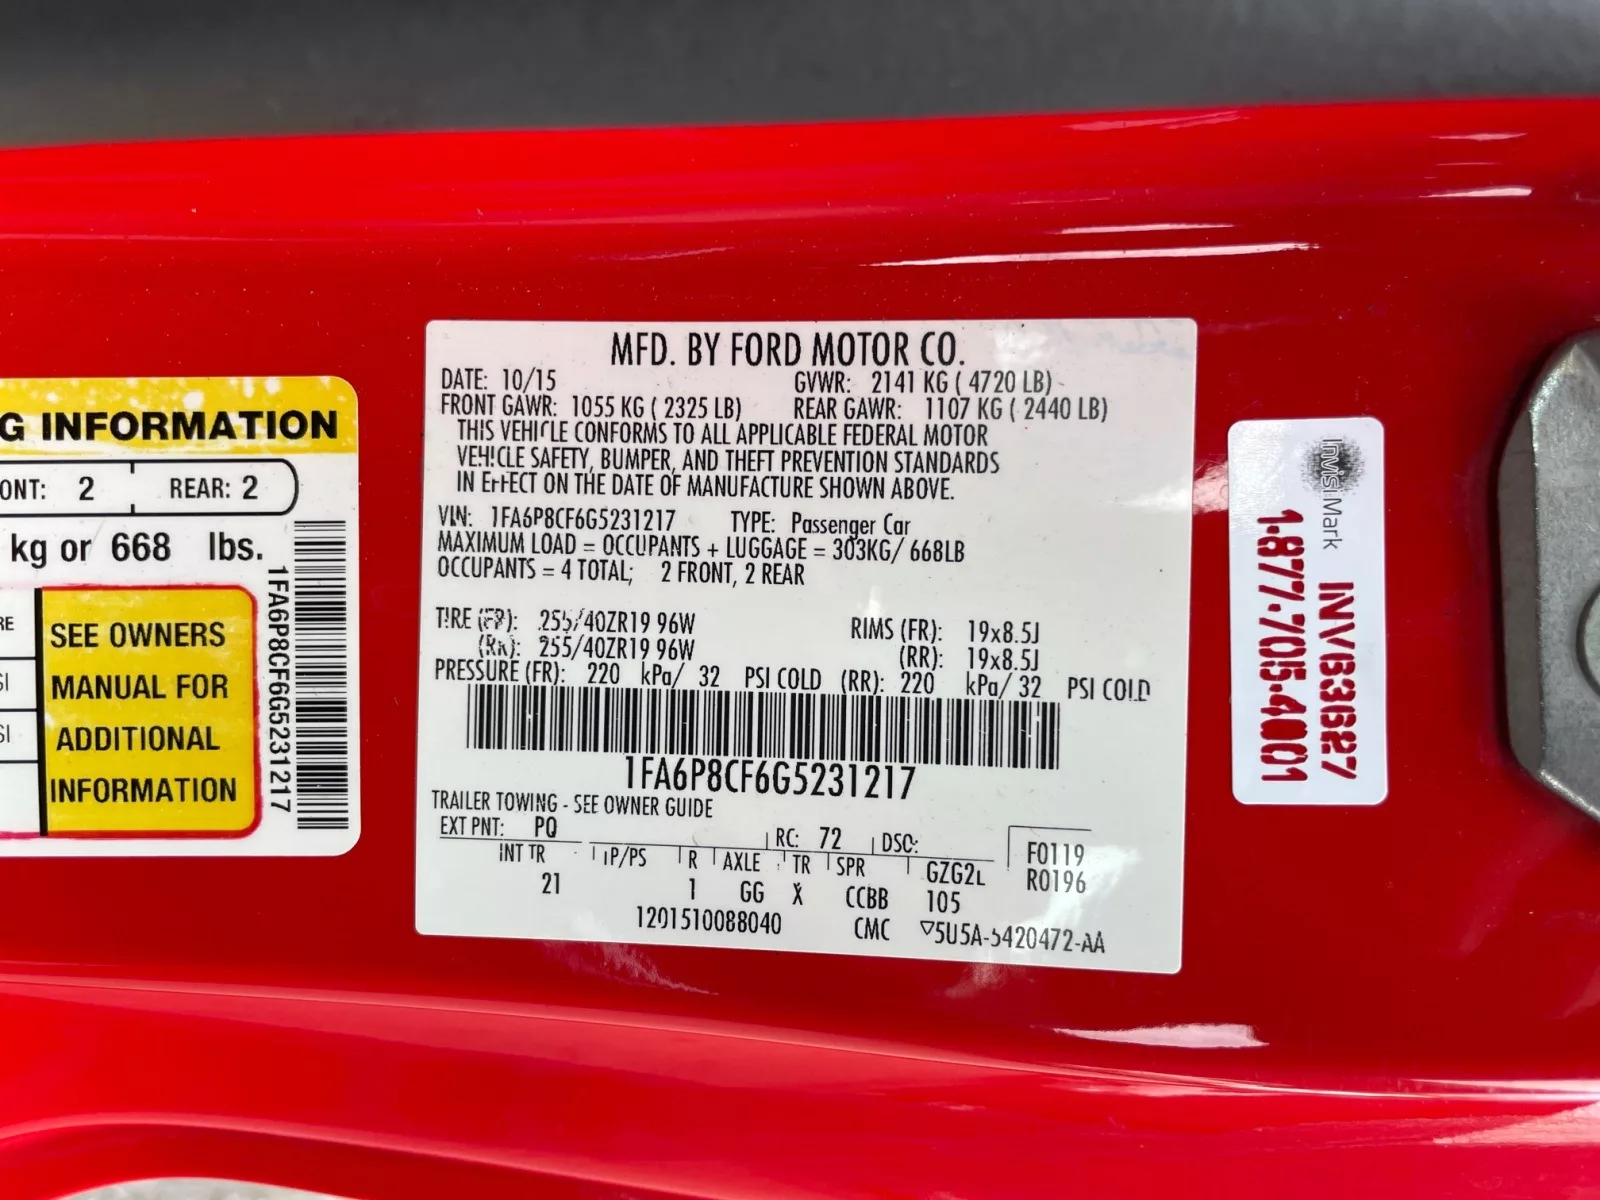 G INFORMATION
ONT: 2 REAR: 2
kg or 668 lbs.
RE
SI
SI
SEE OWNERS
MANUAL FOR
ADDITIONAL
INFORMATION
1FA6P8CF6G5231217
MFD. BY FORD MOTOR CO.
DATE: 10/15 GVWR: 2141 KG ( 4720 LB)
FRONT GAWR: 1055 KG ( 2325 LB) REAR GAWR: 1107 KG ( 2440 LB)
THIS VEHICLE CONFORMS TO ALL APPLICABLE FEDERAL MOTOR
VEHICLE SAFETY, BUMPER, AND THEFT PREVENTION STANDARDS
IN EFFECT ON THE DATE OF MANUFACTURE SHOWN ABOVE.
VIN: 1FA6P8CF6G5231217 TYPE: Passenger Car
MAXIMUM LOAD = OCCUPANTS + LUGGAGE = 303KG/ 668LB
OCCUPANTS = 4 TOTAL; 2 FRONT, 2 REAR
TIRE (FR): 255/40ZR19 96W RIMS (FR): 19x8.5J
(RR): 255/40ZR19 96W (RR): 19x8.5J
PRESSURE (FR): 220 kPa/ 32 PSI COLD (RR): 220 kPa/ 32 PSI COLD
1FA6P8CF6G5231217
TRAILER TOWING - SEE OWNER GUIDE
EXT PNT: PQ RC: 72 DSO: F0119
INT TR TP/PS R AXLE TR SPR GZG2L R0196
21 1 GG X CCBB 105
1201510088040 CMC ▽5U5A-5420472-AA
InvisiMark
INVB3627
1-877-705-4001